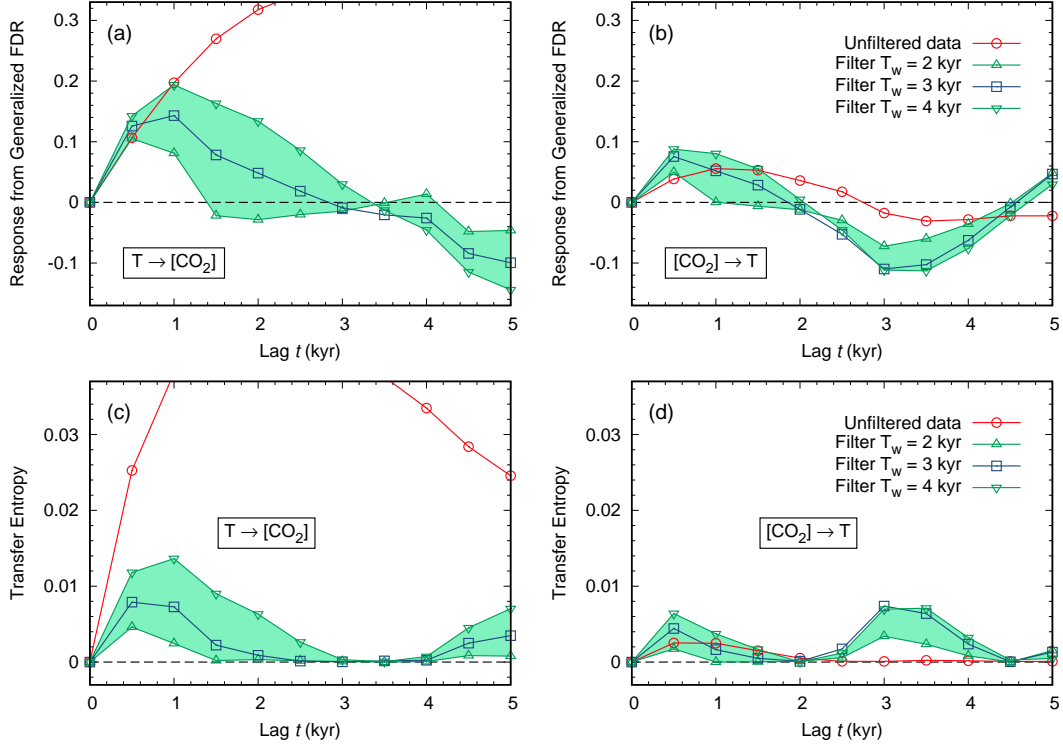 (a)
Response from Generalized FDR
0.3
0.2
0.1
0
-0.1
T → [CO2]
0 1 2 3 4 5
Lag t (kyr)
(b)
Response from Generalized FDR
0.3
0.2
0.1
0
-0.1
Unfiltered data
Filter Tw = 2 kyr
Filter Tw = 3 kyr
Filter Tw = 4 kyr
[CO2] → T
0 1 2 3 4 5
Lag t (kyr)
(c)
Transfer Entropy
0.03
0.02
0.01
0
T → [CO2]
0 1 2 3 4 5
Lag t (kyr)
(d)
Transfer Entropy
0.03
0.02
0.01
0
Unfiltered data
Filter Tw = 2 kyr
Filter Tw = 3 kyr
Filter Tw = 4 kyr
[CO2] → T
0 1 2 3 4 5
Lag t (kyr)